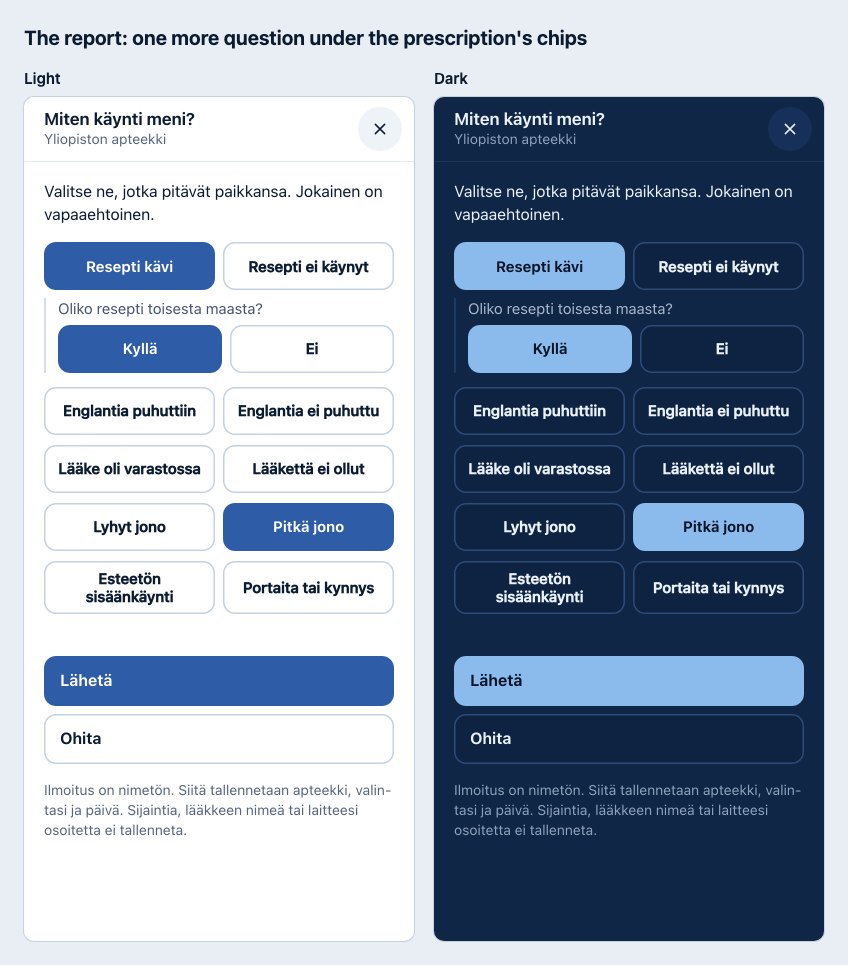 The report: one more question under the prescription's chips
Light
Miten käynti meni?
Yliopiston apteekki
Valitse ne, jotka pitävät paikkansa. Jokainen on
vapaaehtoinen.
Resepti kävi
Resepti ei käynyt
Oliko resepti toisesta maasta?
Kyllä
Ei
Englantia puhuttiin
Englantia ei puhuttu
Lääke oli varastossa
Lääkettä ei ollut
Lyhyt jono
Pitkä jono
Esteetön
sisäänkäynti
Portaita tai kynnys
Lähetä
Ohita
Ilmoitus on nimetön. Siitä tallennetaan apteekki, valin-
tasi ja päivä. Sijaintia, lääkkeen nimeä tai laitteesi
osoitetta ei tallenneta.
Dark
Miten käynti meni?
Yliopiston apteekki
Valitse ne, jotka pitävät paikkansa. Jokainen on
vapaaehtoinen.
Resepti kävi
Resepti ei käynyt
Oliko resepti toisesta maasta?
Kyllä
Ei
Englantia puhuttiin
Englantia ei puhuttu
Lääke oli varastossa
Lääkettä ei ollut
Lyhyt jono
Pitkä jono
Esteetön
sisäänkäynti
Portaita tai kynnys
Lähetä
Ohita
Ilmoitus on nimetön. Siitä tallennetaan apteekki, valin-
tasi ja päivä. Sijaintia, lääkkeen nimeä tai laitteesi
osoitetta ei tallenneta.